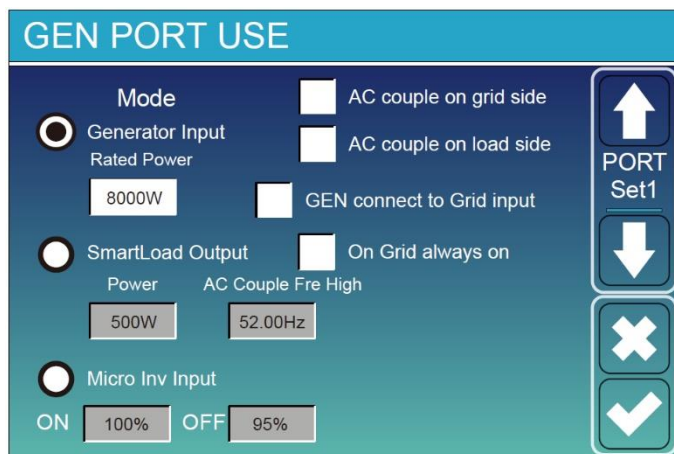 GEN PORT USE
Mode
AC couple on grid side
Generator Input
AC couple on load side
Rated Power
PORT
Set1
8000W
GEN connect to Grid input
SmartLoad Output
On Grid always on
Power
AC Couple Fre High
500W
52.00Hz
Micro Inv Input
ON 100% OFF 95%